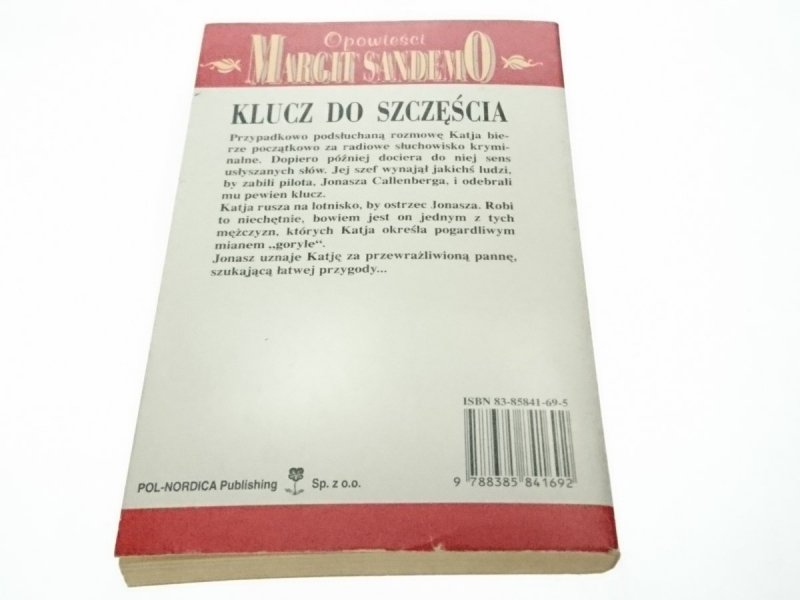 Opowieści
MARGIT SANDEMO
KLUCZ DO SZCZĘŚCIA
Przypadkowo podsłuchaną rozmowę Katja bie-
rze początkowo za radiowe słuchowisko krymi-
nalne. Dopiero później dociera do niej sens
usłyszanych słów. Jej szef wynajął jakichś ludzi,
by zabili pilota, Jonasza Callenberga, i odebrali
mu pewien klucz.
Katja rusza na lotnisko, by ostrzec Jonasza. Robi
to niechętnie, bowiem jest on jednym z tych
mężczyzn, których Katja określa pogardliwym
mianem „goryle“.
Jonasz uznaje Katję za przewrażliwioną pannę,
szukającą łatwej przygody...
ISBN 83-85841-69-5
9 788385 841692
POL-NORDICA Publishing Sp. z o.o.